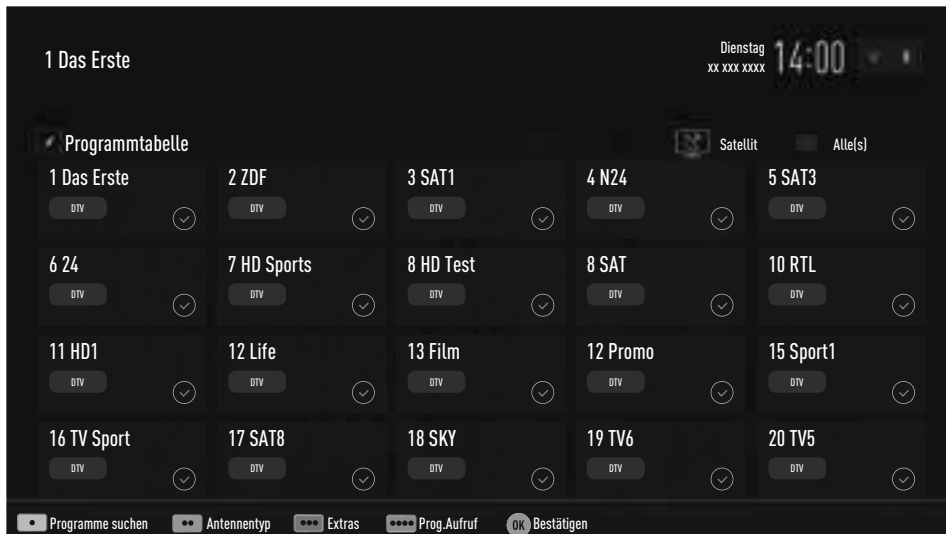 1 Das Erste
Dienstag
xx xxx xxxx
14:00
Programmtabelle
Satellit
Alle(s)
1 Das Erste
2 ZDF
3 SAT1
4 N24
5 SAT3
DTV
DTV
DTV
DTV
DTV
6 24
7 HD Sports
8 HD Test
8 SAT
10 RTL
DTV
DTV
DTV
DTV
DTV
11 HD1
12 Life
13 Film
12 Promo
15 Sport1
DTV
DTV
DTV
DTV
DTV
16 TV Sport
17 SAT8
18 SKY
19 TV6
20 TV5
DTV
DTV
DTV
DTV
DTV
Programme suchen
Antennentyp
Extras
Prog.Aufruf
OK Bestätigen